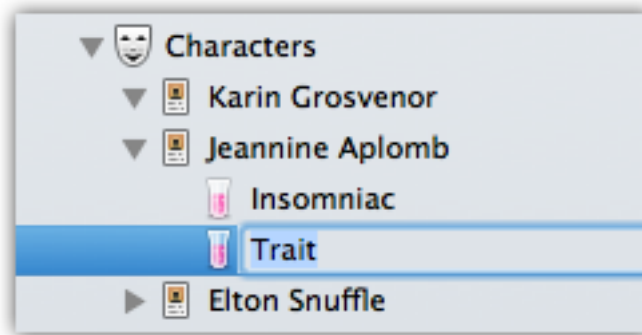 Characters
Karin Grosvenor
Jeannine Aplomb
Insomniac
Trait
Elton Snuffle